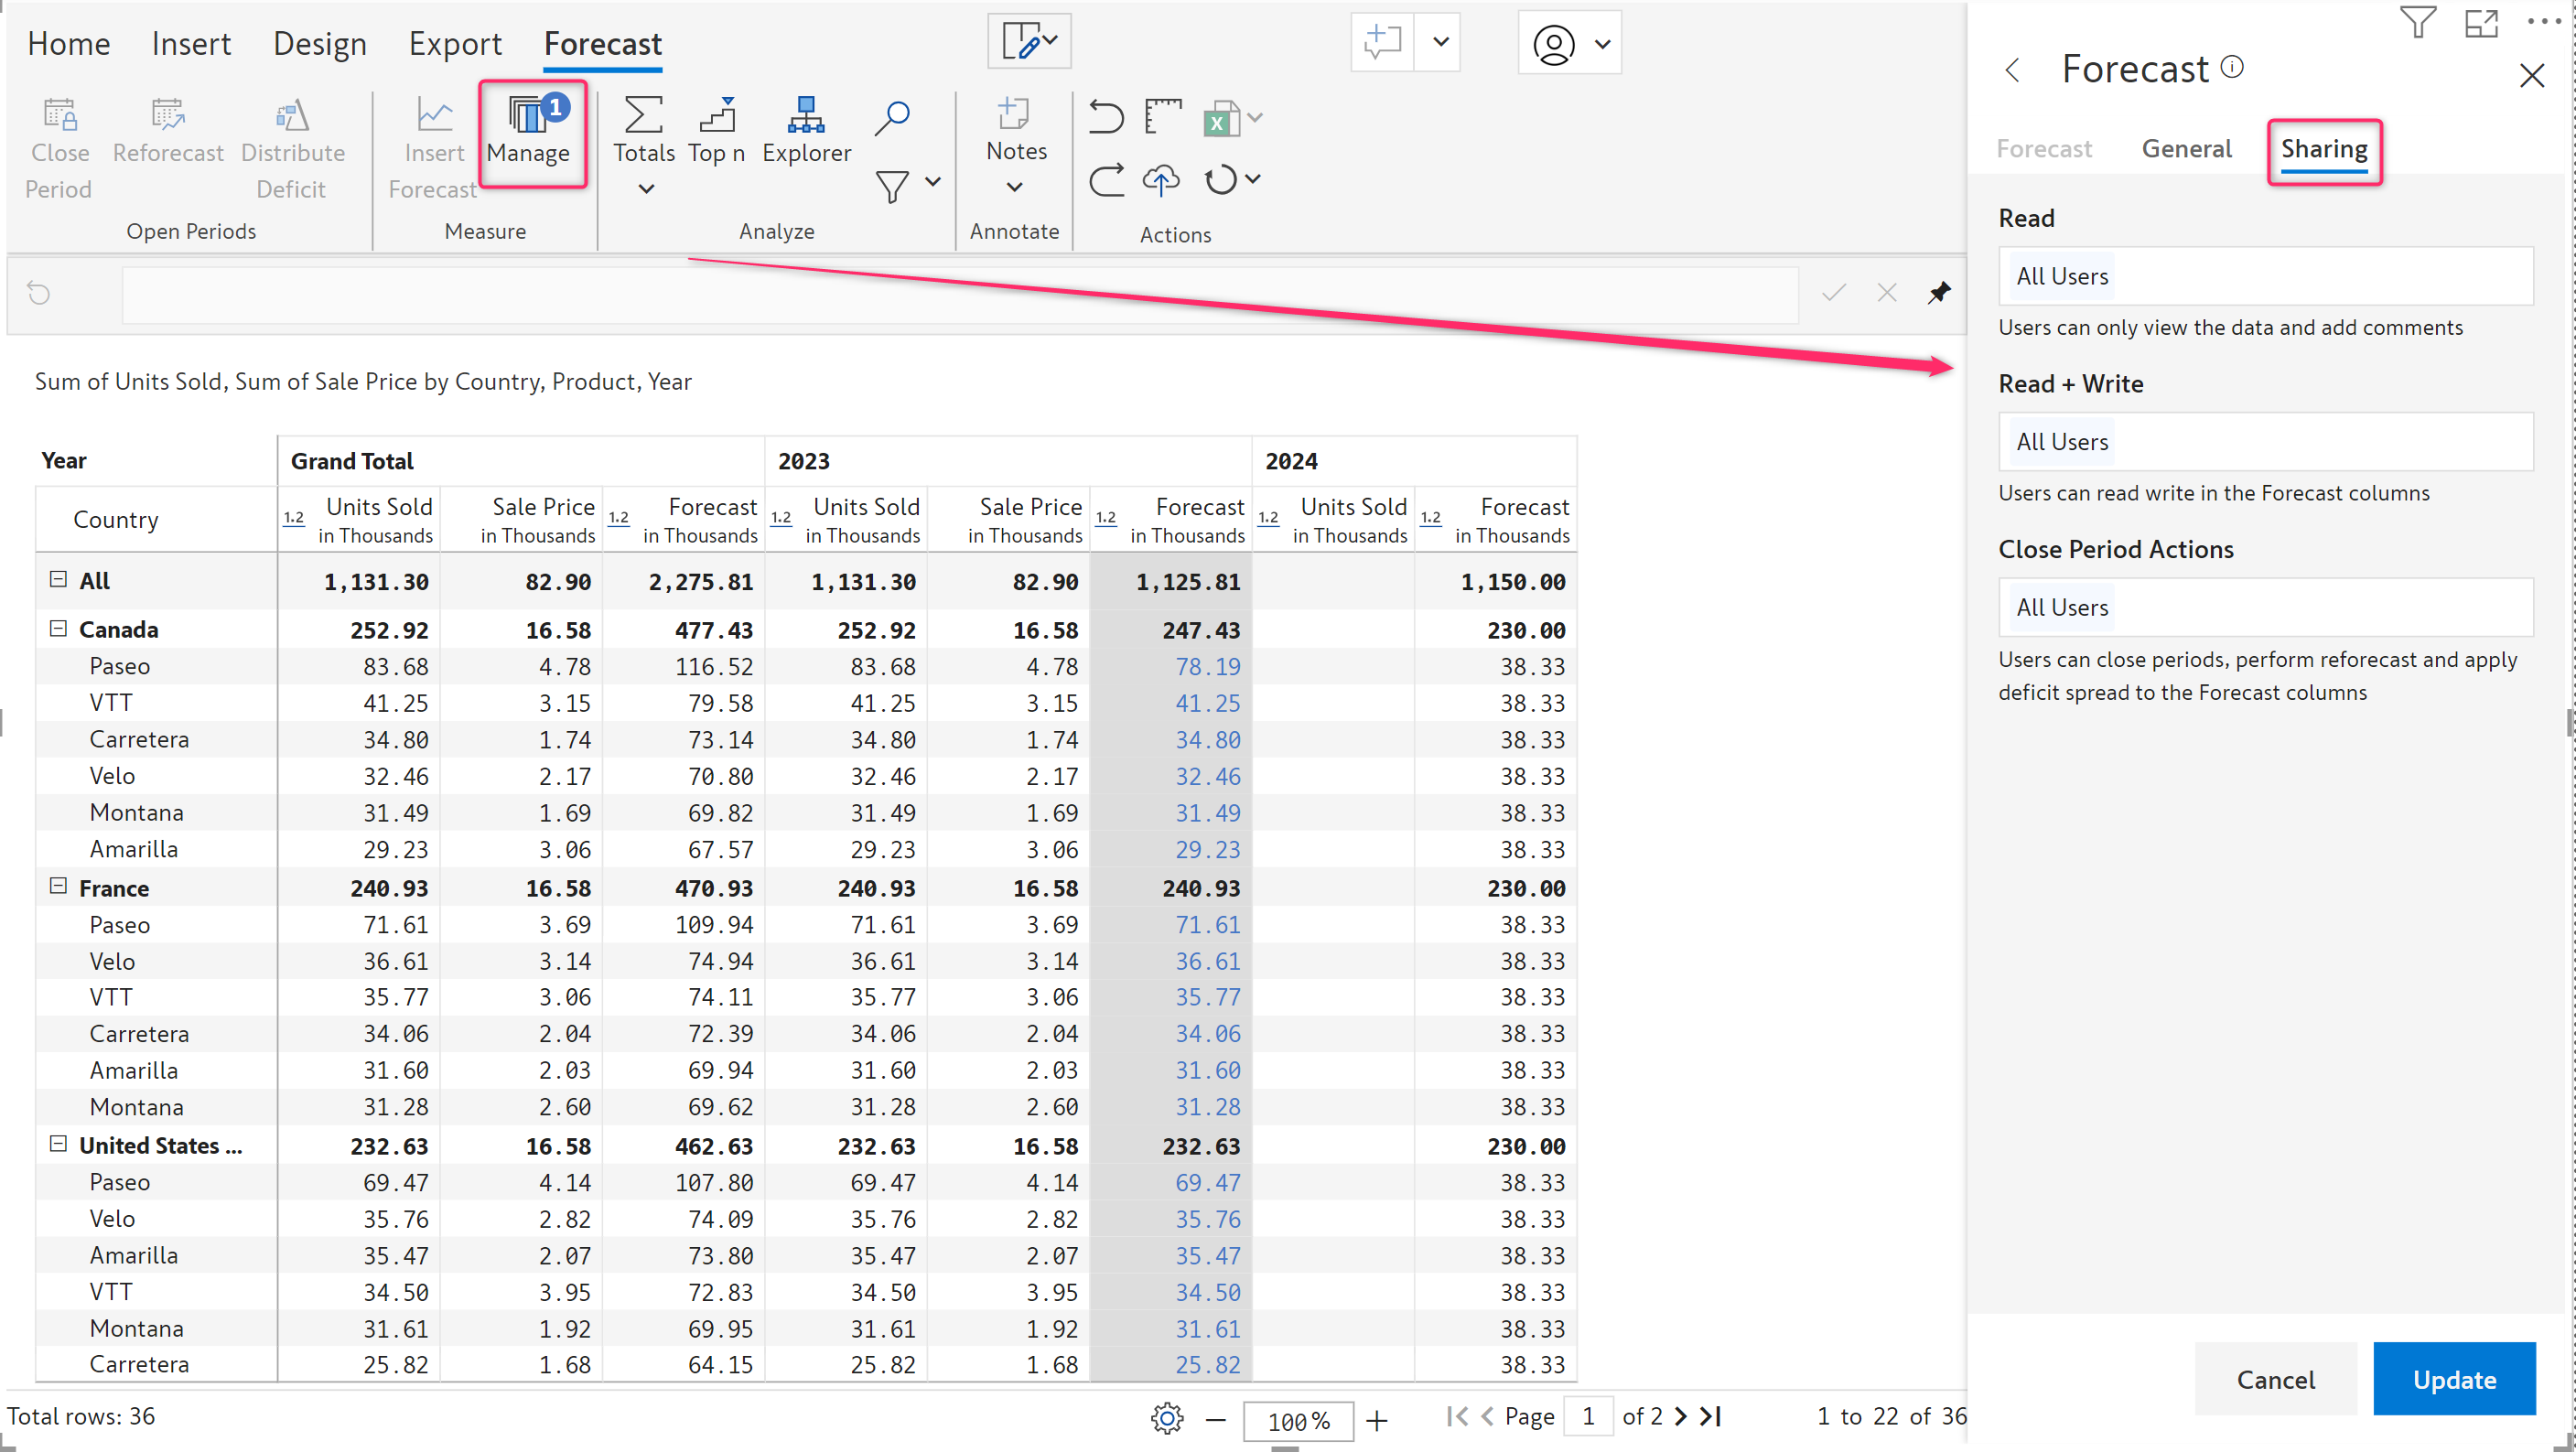 Home Insert Design Export Forecast
Close Period Reforecast Distribute Deficit Insert Forecast Manage 1 Totals Top n Explorer Notes
Open Periods Measure Analyze Annotate Actions
Forecast
Forecast General Sharing
Read
All Users
Users can only view the data and add comments
Read + Write
All Users
Users can read write in the Forecast columns
Close Period Actions
All Users
Users can close periods, perform reforecast and apply
deficit spread to the Forecast columns
Cancel Update
Sum of Units Sold, Sum of Sale Price by Country, Product, Year
Year Grand Total 2023 2024
Country 1.2 Units Sold in Thousands Sale Price in Thousands 1.2 Forecast in Thousands 1.2 Units Sold in Thousands Sale Price in Thousands 1.2 Forecast in Thousands 1.2 Units Sold in Thousands 1.2 Forecast in Thousands
All 1,131.30 82.90 2,275.81 1,131.30 82.90 1,125.81 1,150.00
Canada 252.92 16.58 477.43 252.92 16.58 247.43 230.00
Paseo 83.68 4.78 116.52 83.68 4.78 78.19 38.33
VTT 41.25 3.15 79.58 41.25 3.15 41.25 38.33
Carretera 34.80 1.74 73.14 34.80 1.74 34.80 38.33
Velo 32.46 2.17 70.80 32.46 2.17 32.46 38.33
Montana 31.49 1.69 69.82 31.49 1.69 31.49 38.33
Amarilla 29.23 3.06 67.57 29.23 3.06 29.23 38.33
France 240.93 16.58 470.93 240.93 16.58 240.93 230.00
Paseo 71.61 3.69 109.94 71.61 3.69 71.61 38.33
Velo 36.61 3.14 74.94 36.61 3.14 36.61 38.33
VTT 35.77 3.06 74.11 35.77 3.06 35.77 38.33
Carretera 34.06 2.04 72.39 34.06 2.04 34.06 38.33
Amarilla 31.60 2.03 69.94 31.60 2.03 31.60 38.33
Montana 31.28 2.60 69.62 31.28 2.60 31.28 38.33
United States ... 232.63 16.58 462.63 232.63 16.58 232.63 230.00
Paseo 69.47 4.14 107.80 69.47 4.14 69.47 38.33
Velo 35.76 2.82 74.09 35.76 2.82 35.76 38.33
Amarilla 35.47 2.07 73.80 35.47 2.07 35.47 38.33
VTT 34.50 3.95 72.83 34.50 3.95 34.50 38.33
Montana 31.61 1.92 69.95 31.61 1.92 31.61 38.33
Carretera 25.82 1.68 64.15 25.82 1.68 25.82 38.33
Total rows: 36 100% Page 1 of 2 1 to 22 of 36